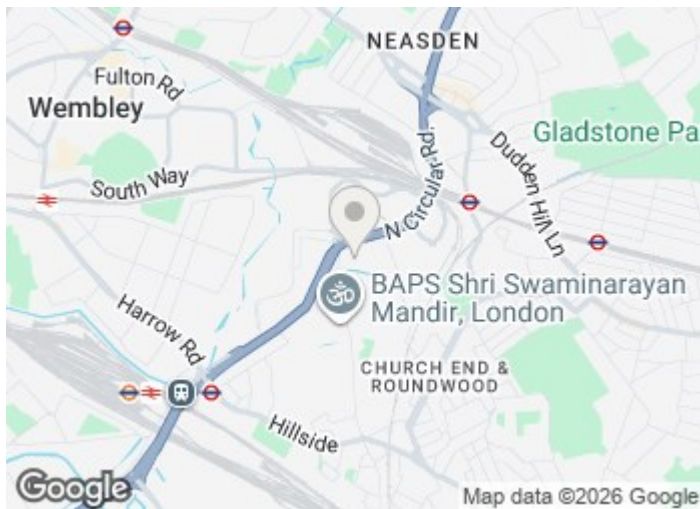 NEASDEN
Fulton Rd
Wembley
Gladstone Pa
Dudden Hill Ln
N Circular Rd.
South Way
BAPS Shri Swaminarayan
Mandir, London
Harrow Rd
CHURCH END &
ROUNDWOOD
Hillside
Google
Map data ©2026 Google